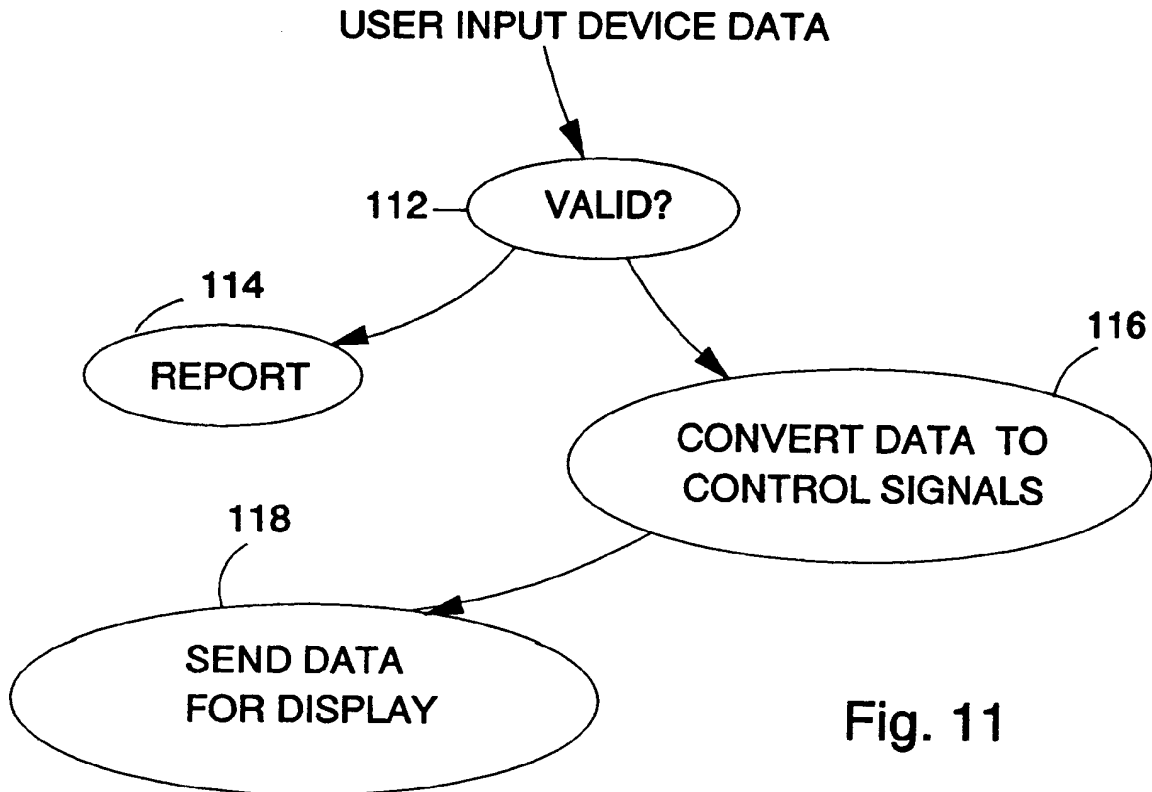 USER INPUT DEVICE DATA
112
VALID?
114
REPORT
116
CONVERT DATA TO
CONTROL SIGNALS
118
SEND DATA
FOR DISPLAY
Fig. 11